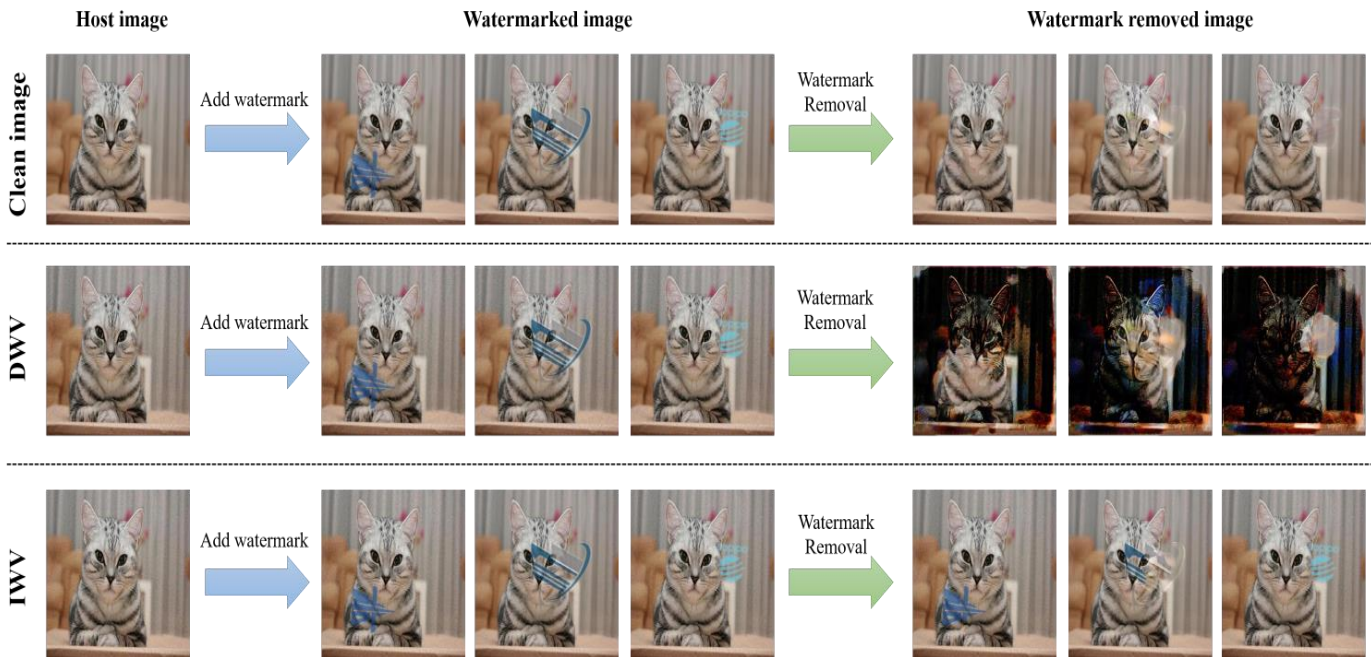 Host image
Watermarked image
Watermark removed image
Clean image
Add watermark
Watermark
Removal
DWV
Add watermark
Watermark
Removal
IWV
Add watermark
Watermark
Removal